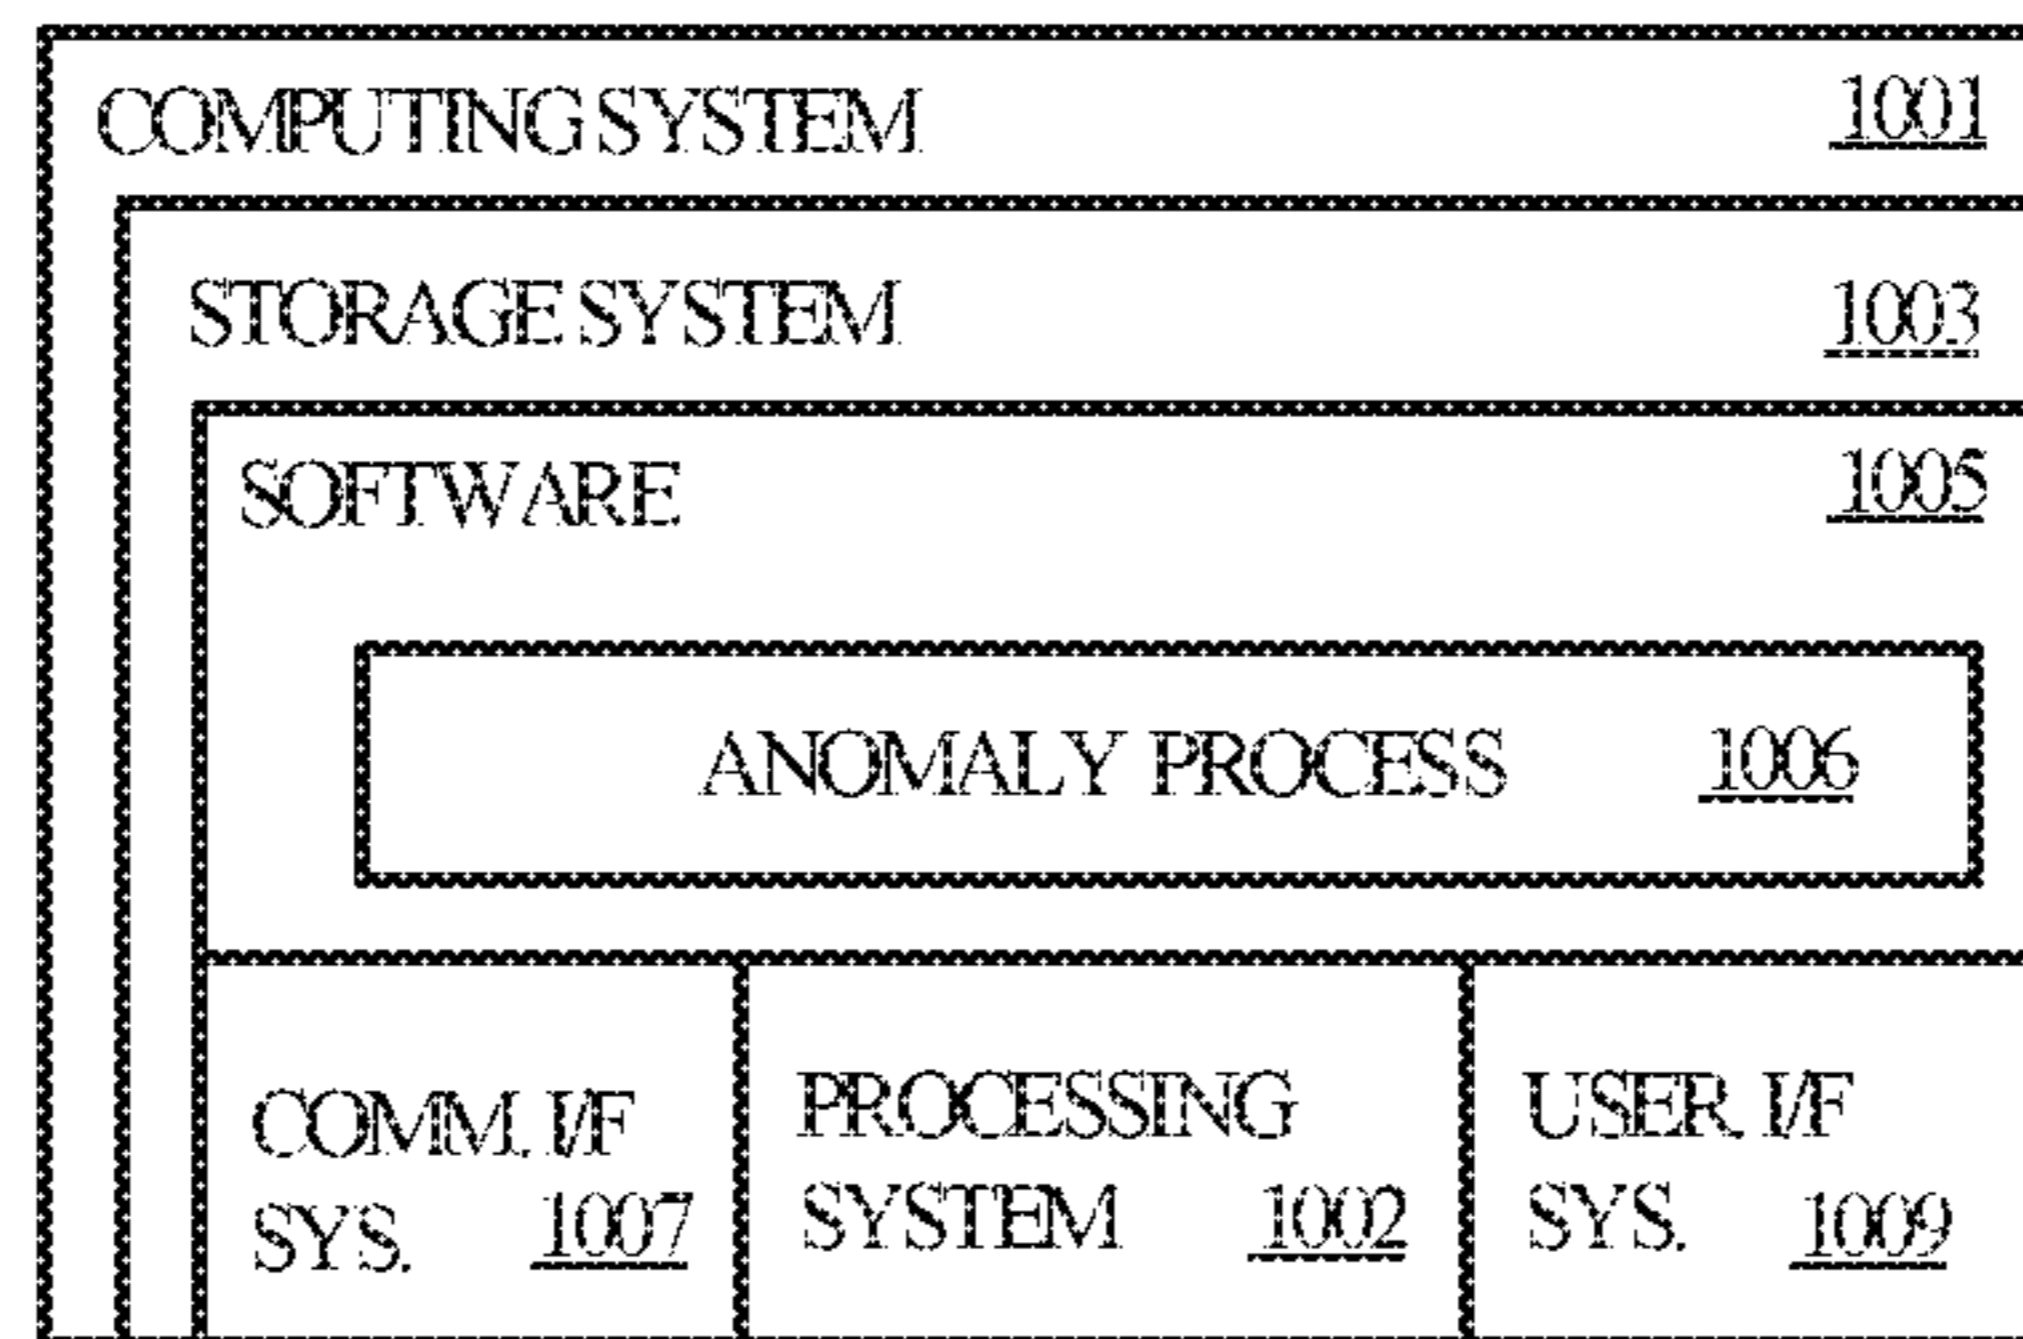 COMPUTING SYSTEM 1001
STORAGE SYSTEM 1003
SOFTWARE 1005
ANOMALY PROCESS 1006
COMM. I/F
SYS. 1007
PROCESSING
SYSTEM 1002
USER. I/F
SYS. 1009